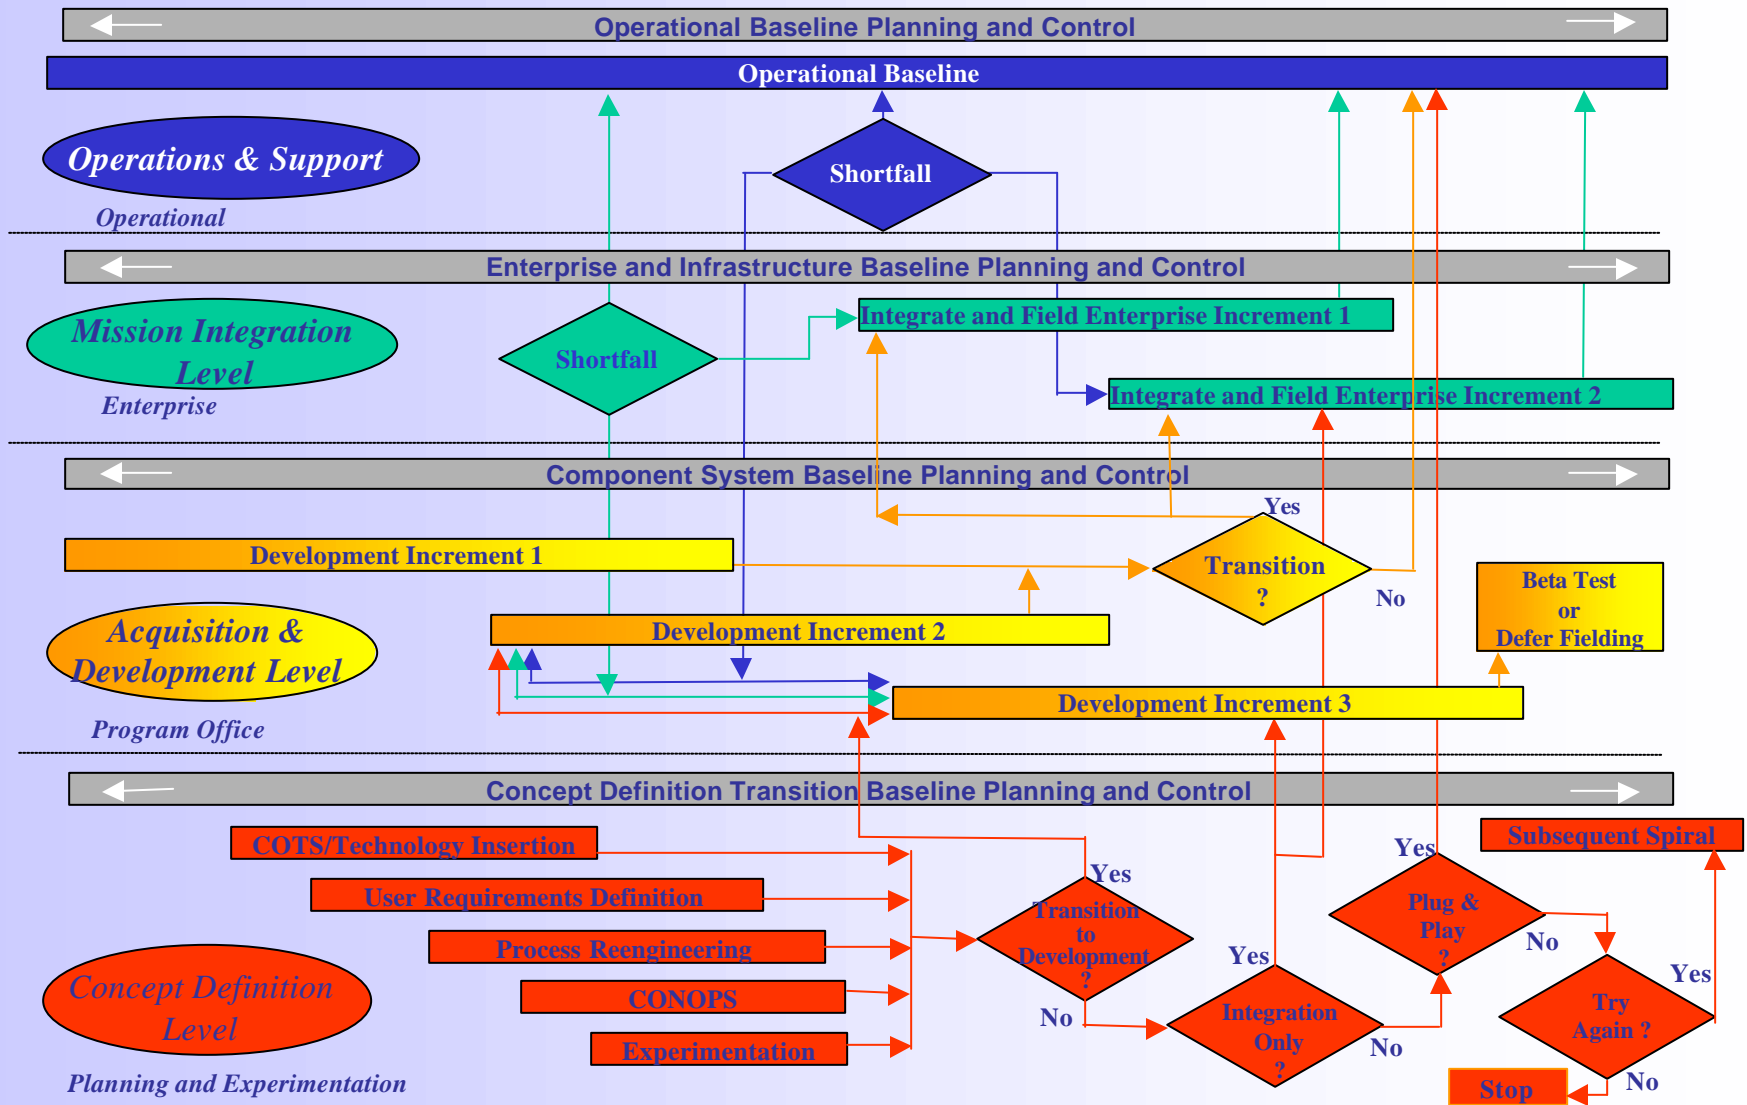 Operational Baseline Planning and Control
Operational Baseline
Operations & Support
Shortfall
Operational
Enterprise and Infrastructure Baseline Planning and Control
Integrate and Field Enterprise Increment 1
Mission Integration
Level
Shortfall
Enterprise
Integrate and Field Enterprise Increment 2
Component System Baseline Planning and Control
Yes
Development Increment 1
Transition
?
No
Beta Test
or
Defer Fielding
Development Increment 2
Acquisition &
Development Level
Development Increment 3
Program Office
Concept Definition Transition Baseline Planning and Control
COTS/Technology Insertion
User Requirements Definition
Process Reengineering
CONOPS
Experimentation
Concept Definition
Level
Planning and Experimentation
Yes
Transition
to
Development
?
No
Yes
Integration
Only
?
No
Yes
Plug &
Play
?
No
Subsequent Spiral
Yes
Try
Again ?
No
Stop